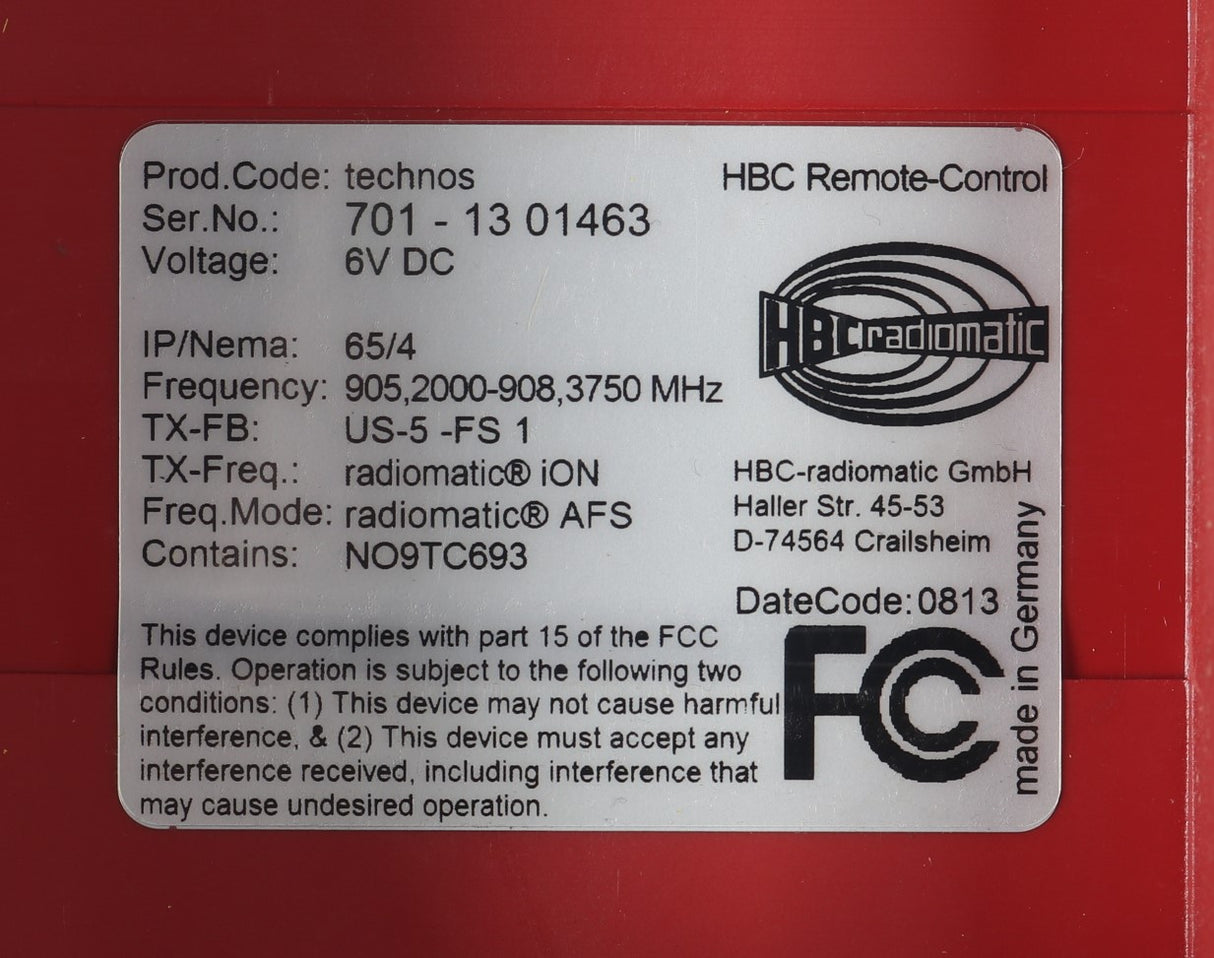 Prod.Code: technos
Ser.No.: 701 - 13 01463
Voltage: 6V DC
IP/Nema: 65/4
Frequency: 905,2000-908,3750 MHz
TX-FB: US-5 -FS 1
TX-Freq.: radiomatic® iON
Freq.Mode: radiomatic® AFS
Contains: NO9TC693
This device complies with part 15 of the FCC
Rules. Operation is subject to the following two
conditions: (1) This device may not cause harmful
interference, & (2) This device must accept any
interference received, including interference that
may cause undesired operation.
HBC Remote-Control
HBC radiomatic
HBC-radiomatic GmbH
Haller Str. 45-53
D-74564 Crailsheim
DateCode: 0813
FC
made in Germany